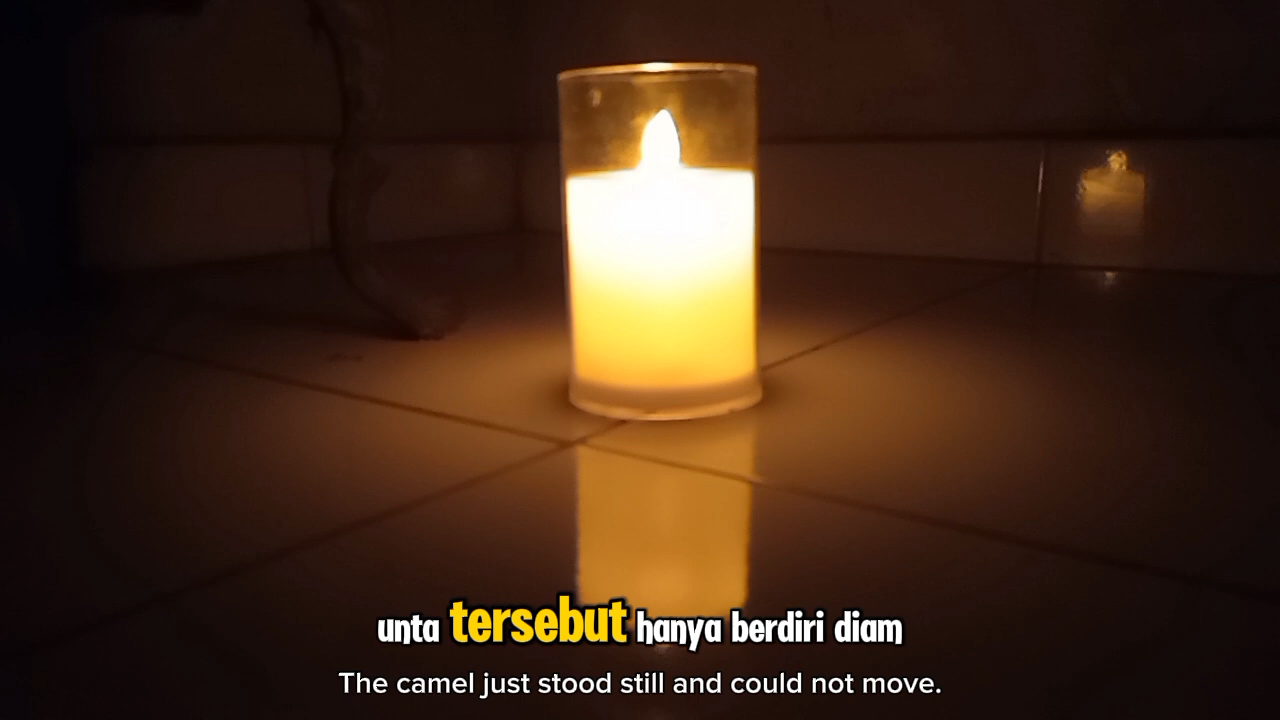 unta tersebut hanya berdiri diam
The camel just stood still and could not move.